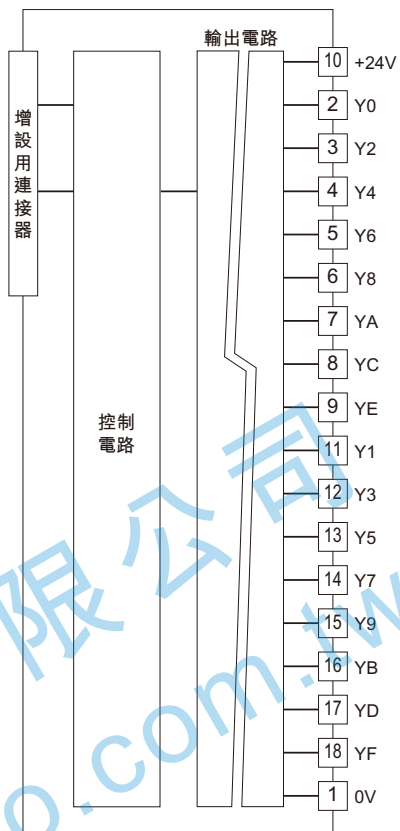 輸出電路
增設用連接器
控制
電路
10 +24V
2 Y0
3 Y2
4 Y4
5 Y6
6 Y8
7 YA
8 YC
9 YE
11 Y1
12 Y3
13 Y5
14 Y7
15 Y9
16 YB
17 YD
18 YF
1 0V
限公司
o.com.tw